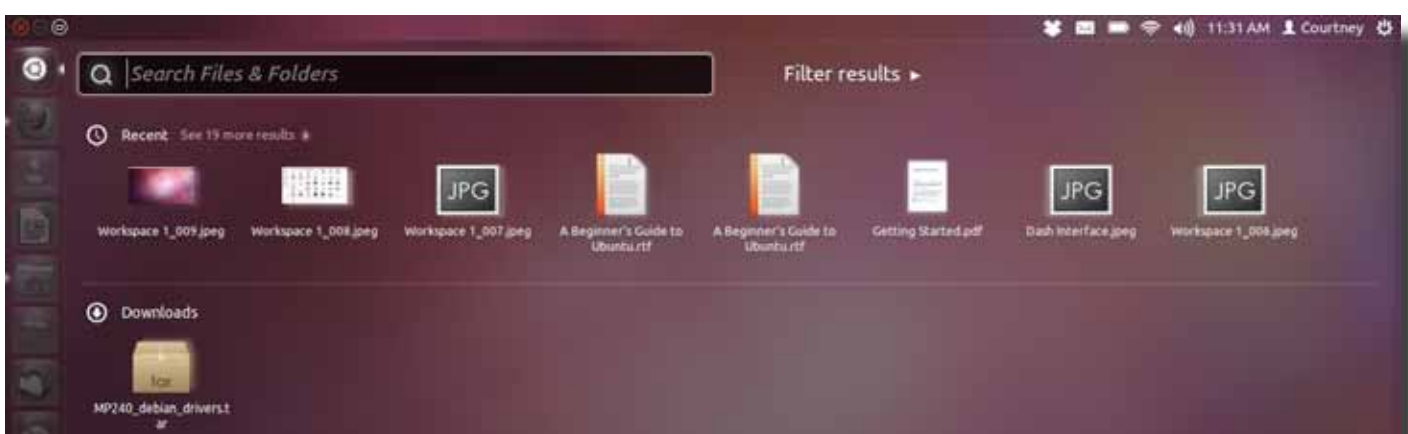 11:31 AM Courtney
Search Files & Folders
Filter results ►
Recent See 19 more results
Workspace 1_009.jpeg
Workspace 1_008.jpeg
JPG
Workspace 1_007.jpeg
A Beginner's Guide to
Ubuntu.rtf
A Beginner's Guide to
Ubuntu.rtf
Getting Started.pdf
JPG
Dash Interface.jpeg
JPG
Workspace 1_006.jpeg
Downloads
tar
MP240_debian_drivers.t
ar